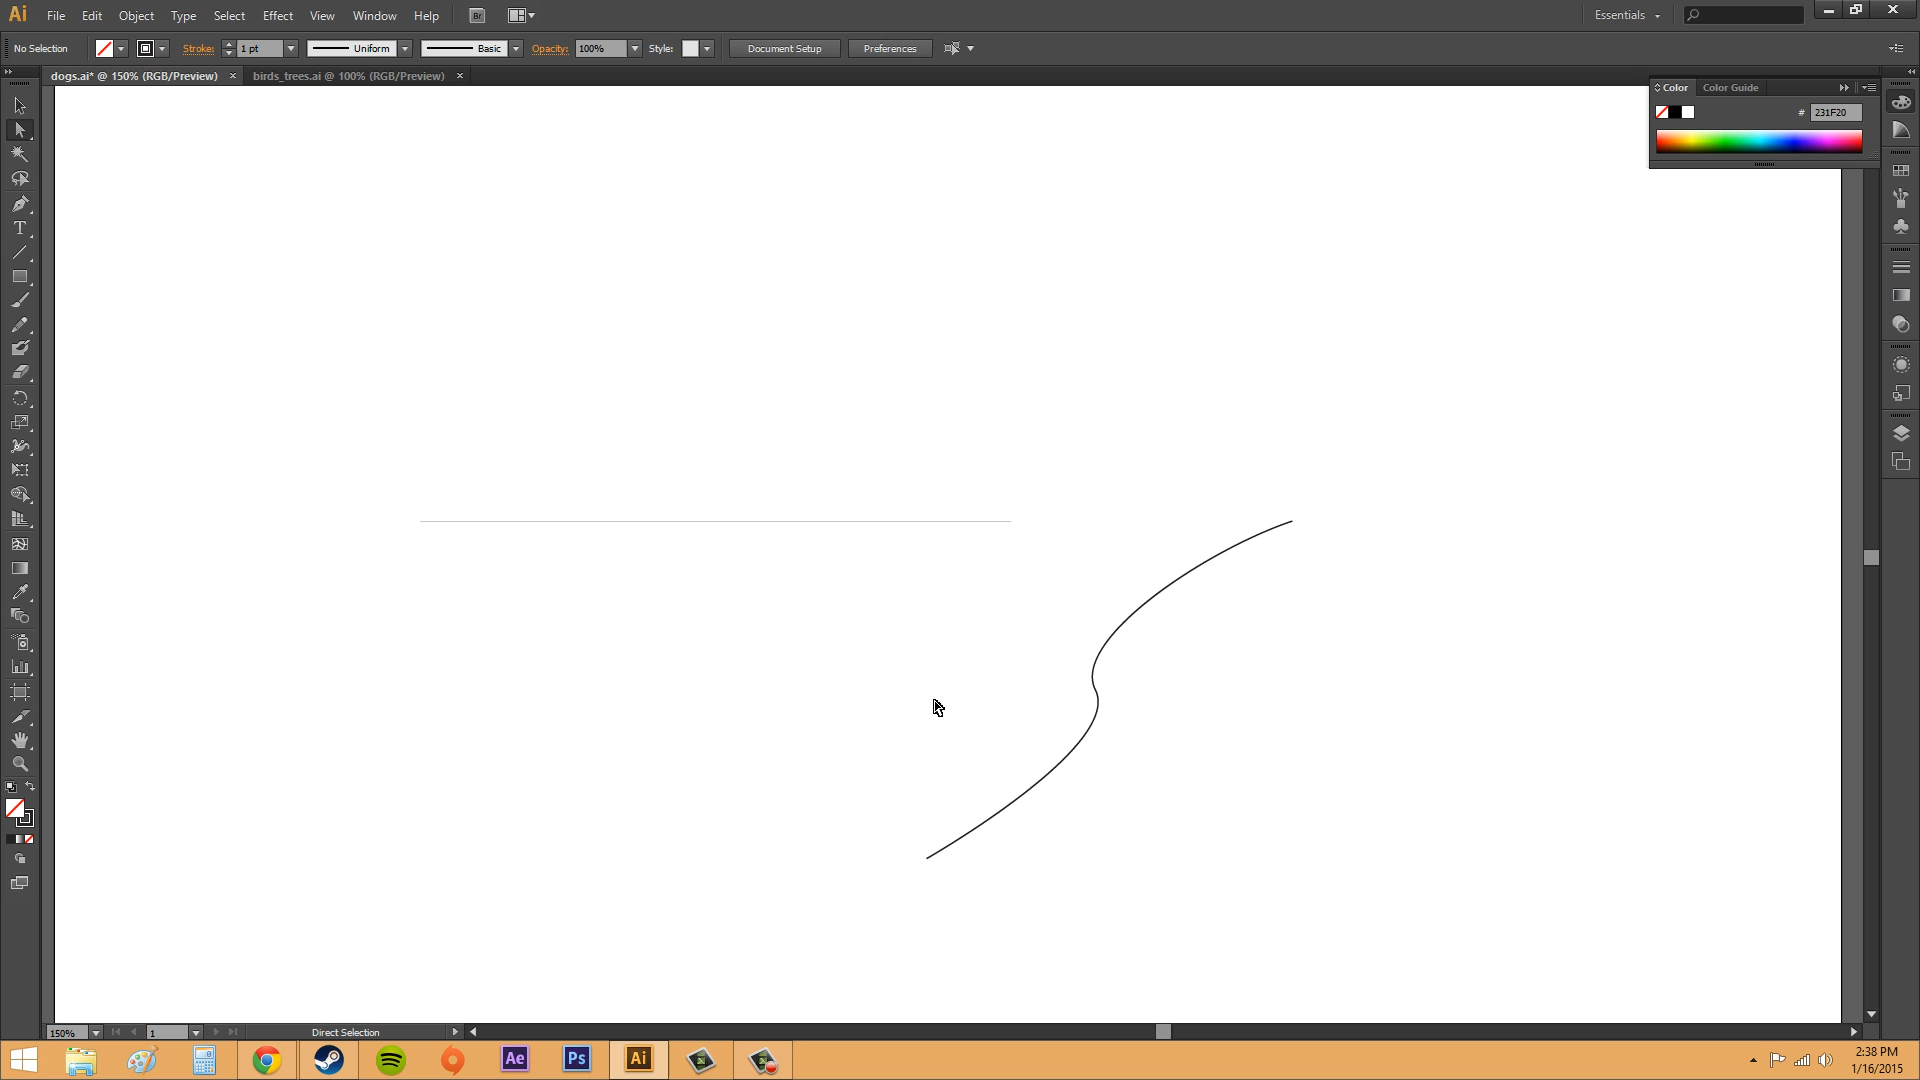 Ai File Edit Object Type Select Effect View Window Help Br Essentials
No Selection Stroke: 1 pt Uniform Basic Opacity: 100% Style: Document Setup Preferences
dogs.ai* @ 150% (RGB/Preview) × birds_trees.ai @ 100% (RGB/Preview) ×
Color Color Guide
# 231F20
T
150% 1 Direct Selection
Ae Ps Ai
2:38 PM
1/16/2015